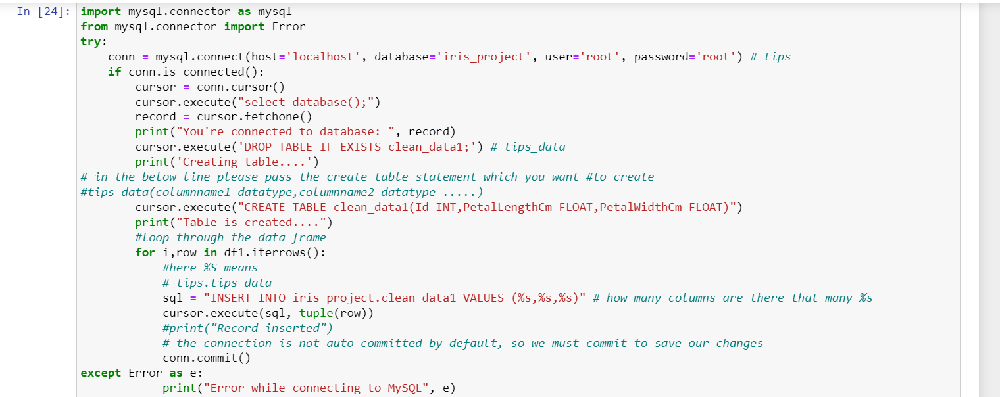 In [24]: import mysql.connector as mysql
from mysql.connector import Error
try:
    conn = mysql.connect(host='localhost', database='iris_project', user='root', password='root') # tips
    if conn.is_connected():
        cursor = conn.cursor()
        cursor.execute("select database();")
        record = cursor.fetchone()
        print("You're connected to database: ", record)
        cursor.execute('DROP TABLE IF EXISTS clean_data1;') # tips_data
        print('Creating table....')
# in the below line please pass the create table statement which you want #to create
#tips_data(columnname1 datatype,columnname2 datatype .....)
        cursor.execute("CREATE TABLE clean_data1(Id INT,PetalLengthCm FLOAT,PetalWidthCm FLOAT)")
        print("Table is created....")
        #loop through the data frame
        for i,row in df1.iterrows():
            #here %S means
            # tips.tips_data
            sql = "INSERT INTO iris_project.clean_data1 VALUES (%s,%s,%s)" # how many columns are there that many %s
            cursor.execute(sql, tuple(row))
            #print("Record inserted")
            # the connection is not auto committed by default, so we must commit to save our changes
            conn.commit()
except Error as e:
            print("Error while connecting to MySQL", e)